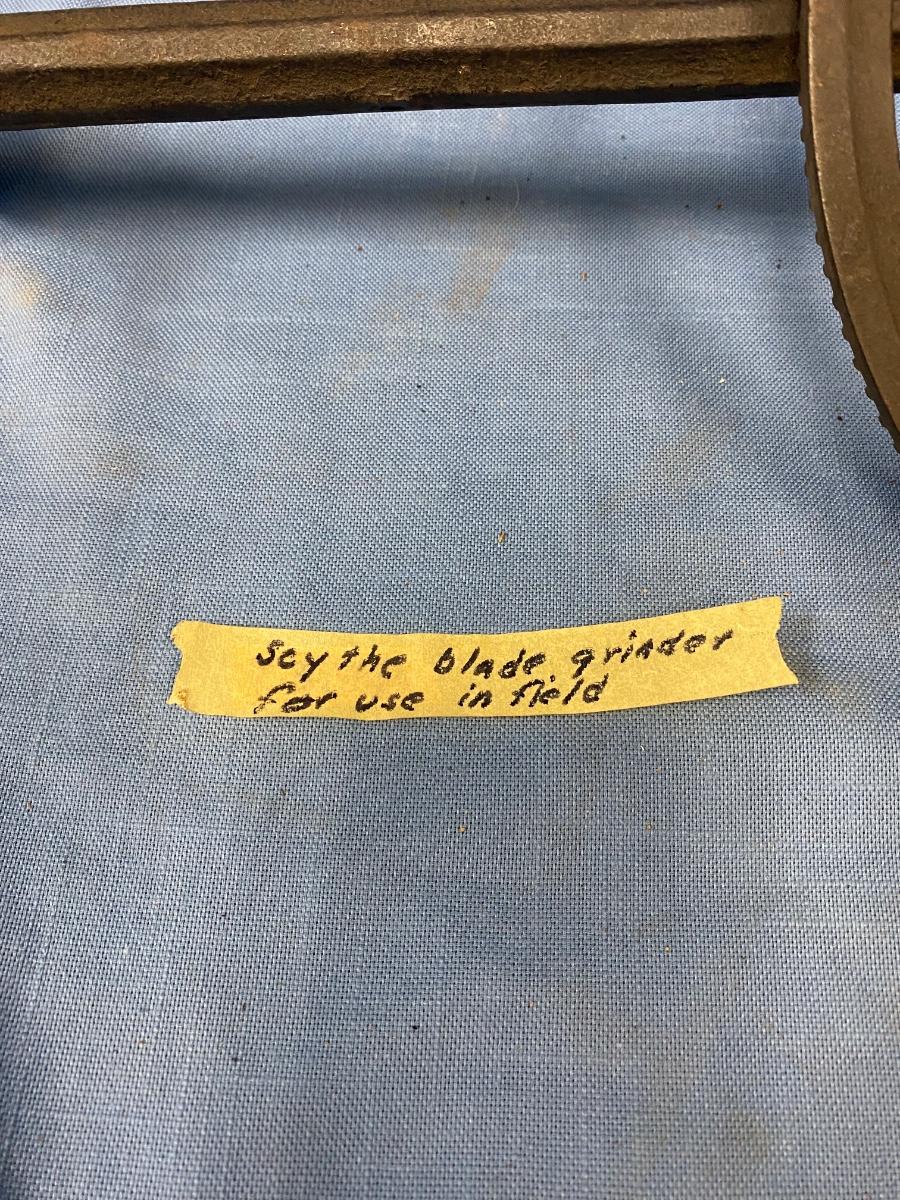 Scythe blade grinder
for use in field